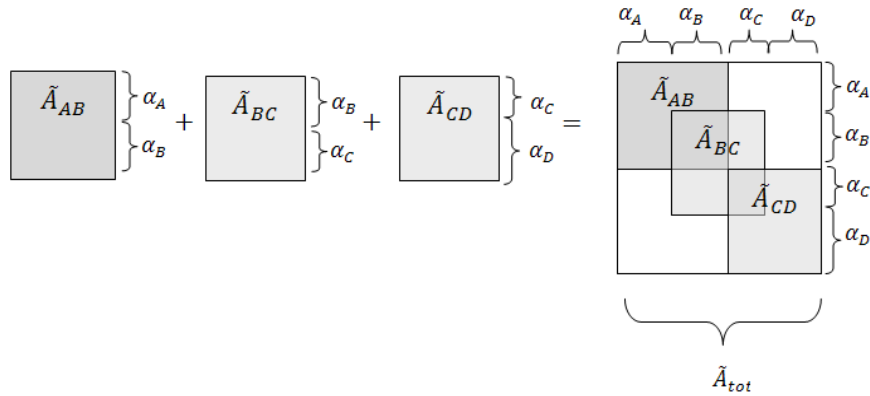 α_A α_B α_C α_D
Ã_AB α_A α_B + Ã_BC α_B α_C + Ã_CD α_C α_D =
Ã_AB α_A
Ã_BC α_B
Ã_CD α_C
α_D
Ã_tot